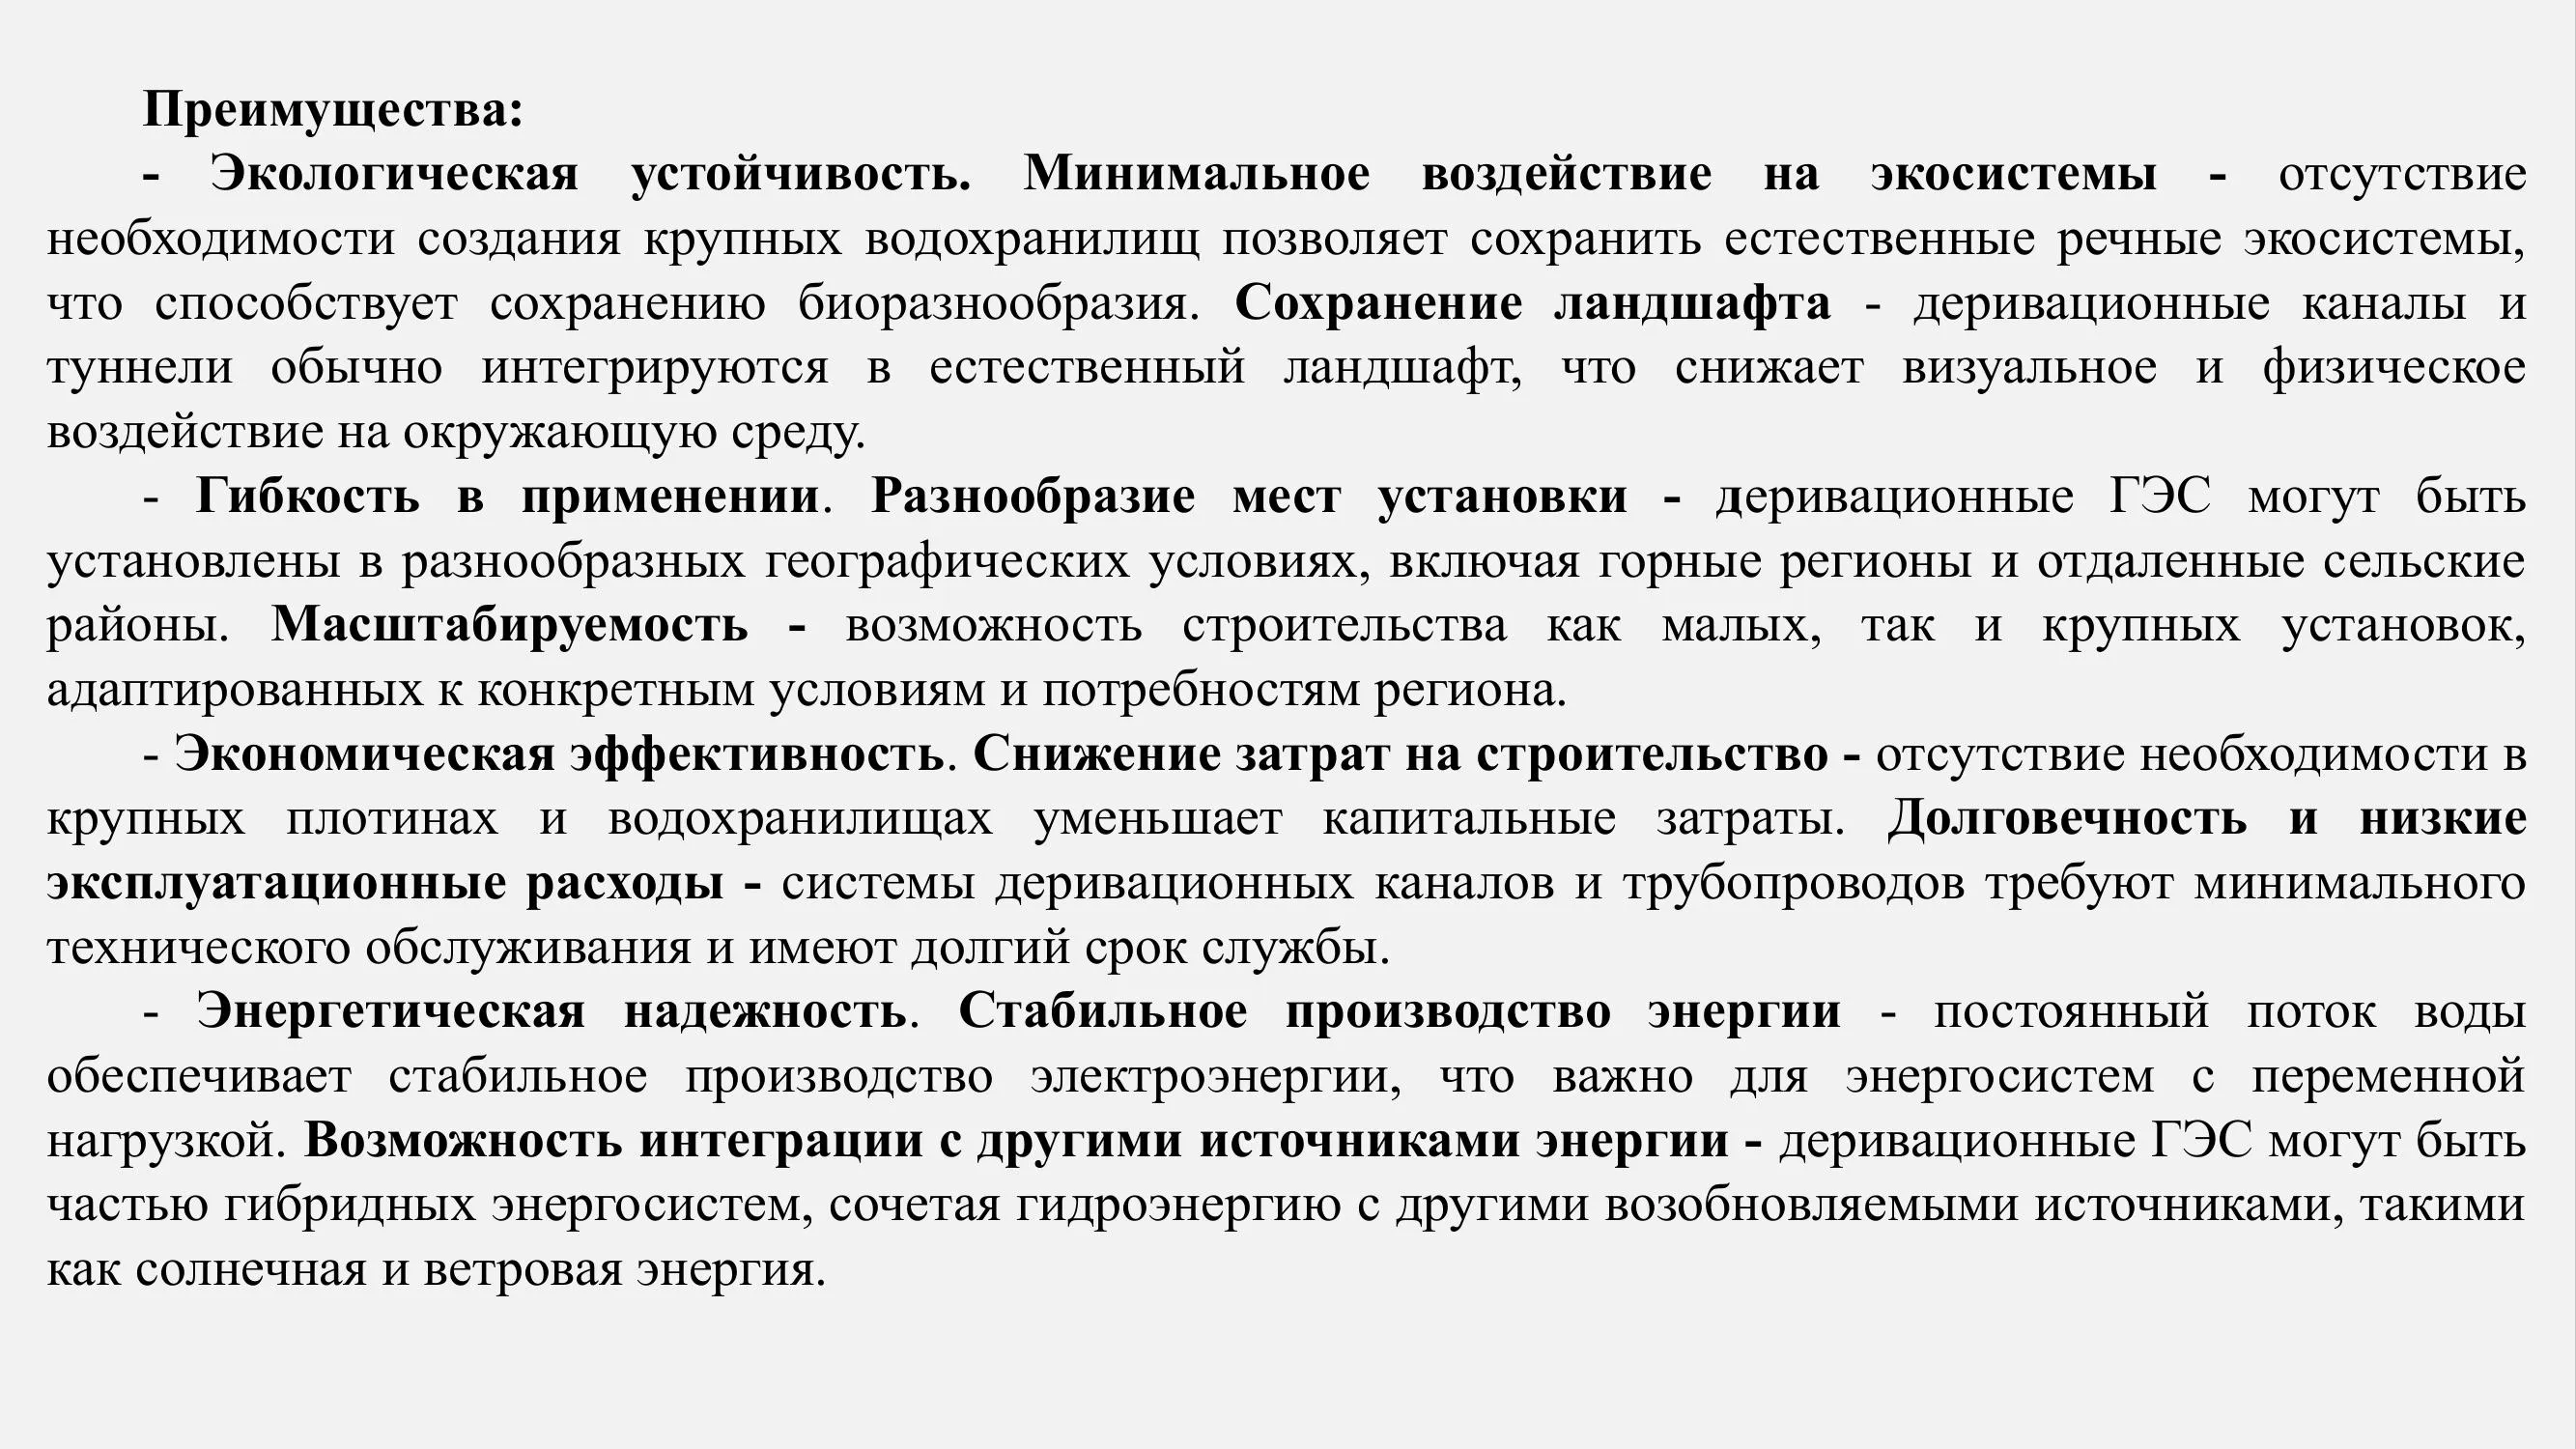 Преимущества:
- Экологическая устойчивость. Минимальное воздействие на экосистемы - отсутствие
необходимости создания крупных водохранилищ позволяет сохранить естественные речные экосистемы,
что способствует сохранению биоразнообразия. Сохранение ландшафта - деривационные каналы и
туннели обычно интегрируются в естественный ландшафт, что снижает визуальное и физическое
воздействие на окружающую среду.
- Гибкость в применении. Разнообразие мест установки - деривационные ГЭС могут быть
установлены в разнообразных географических условиях, включая горные регионы и отдаленные сельские
районы. Масштабируемость - возможность строительства как малых, так и крупных установок,
адаптированных к конкретным условиям и потребностям региона.
- Экономическая эффективность. Снижение затрат на строительство - отсутствие необходимости в
крупных плотинах и водохранилищах уменьшает капитальные затраты. Долговечность и низкие
эксплуатационные расходы - системы деривационных каналов и трубопроводов требуют минимального
технического обслуживания и имеют долгий срок службы.
- Энергетическая надежность. Стабильное производство энергии - постоянный поток воды
обеспечивает стабильное производство электроэнергии, что важно для энергосистем с переменной
нагрузкой. Возможность интеграции с другими источниками энергии - деривационные ГЭС могут быть
частью гибридных энергосистем, сочетая гидроэнергию с другими возобновляемыми источниками, такими
как солнечная и ветровая энергия.